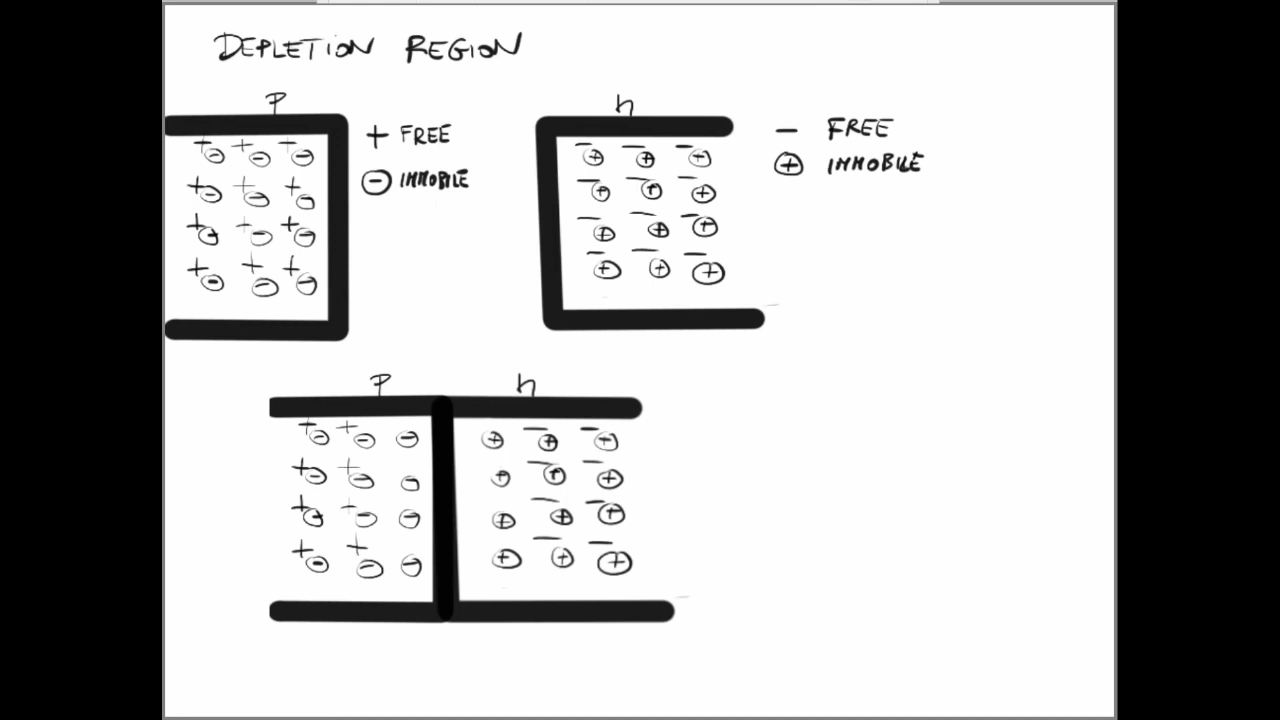 DEPLETION REGION
P
+ FREE
⊖ IMMOBILE
n
− FREE
⊕ IMMOBILE
P n